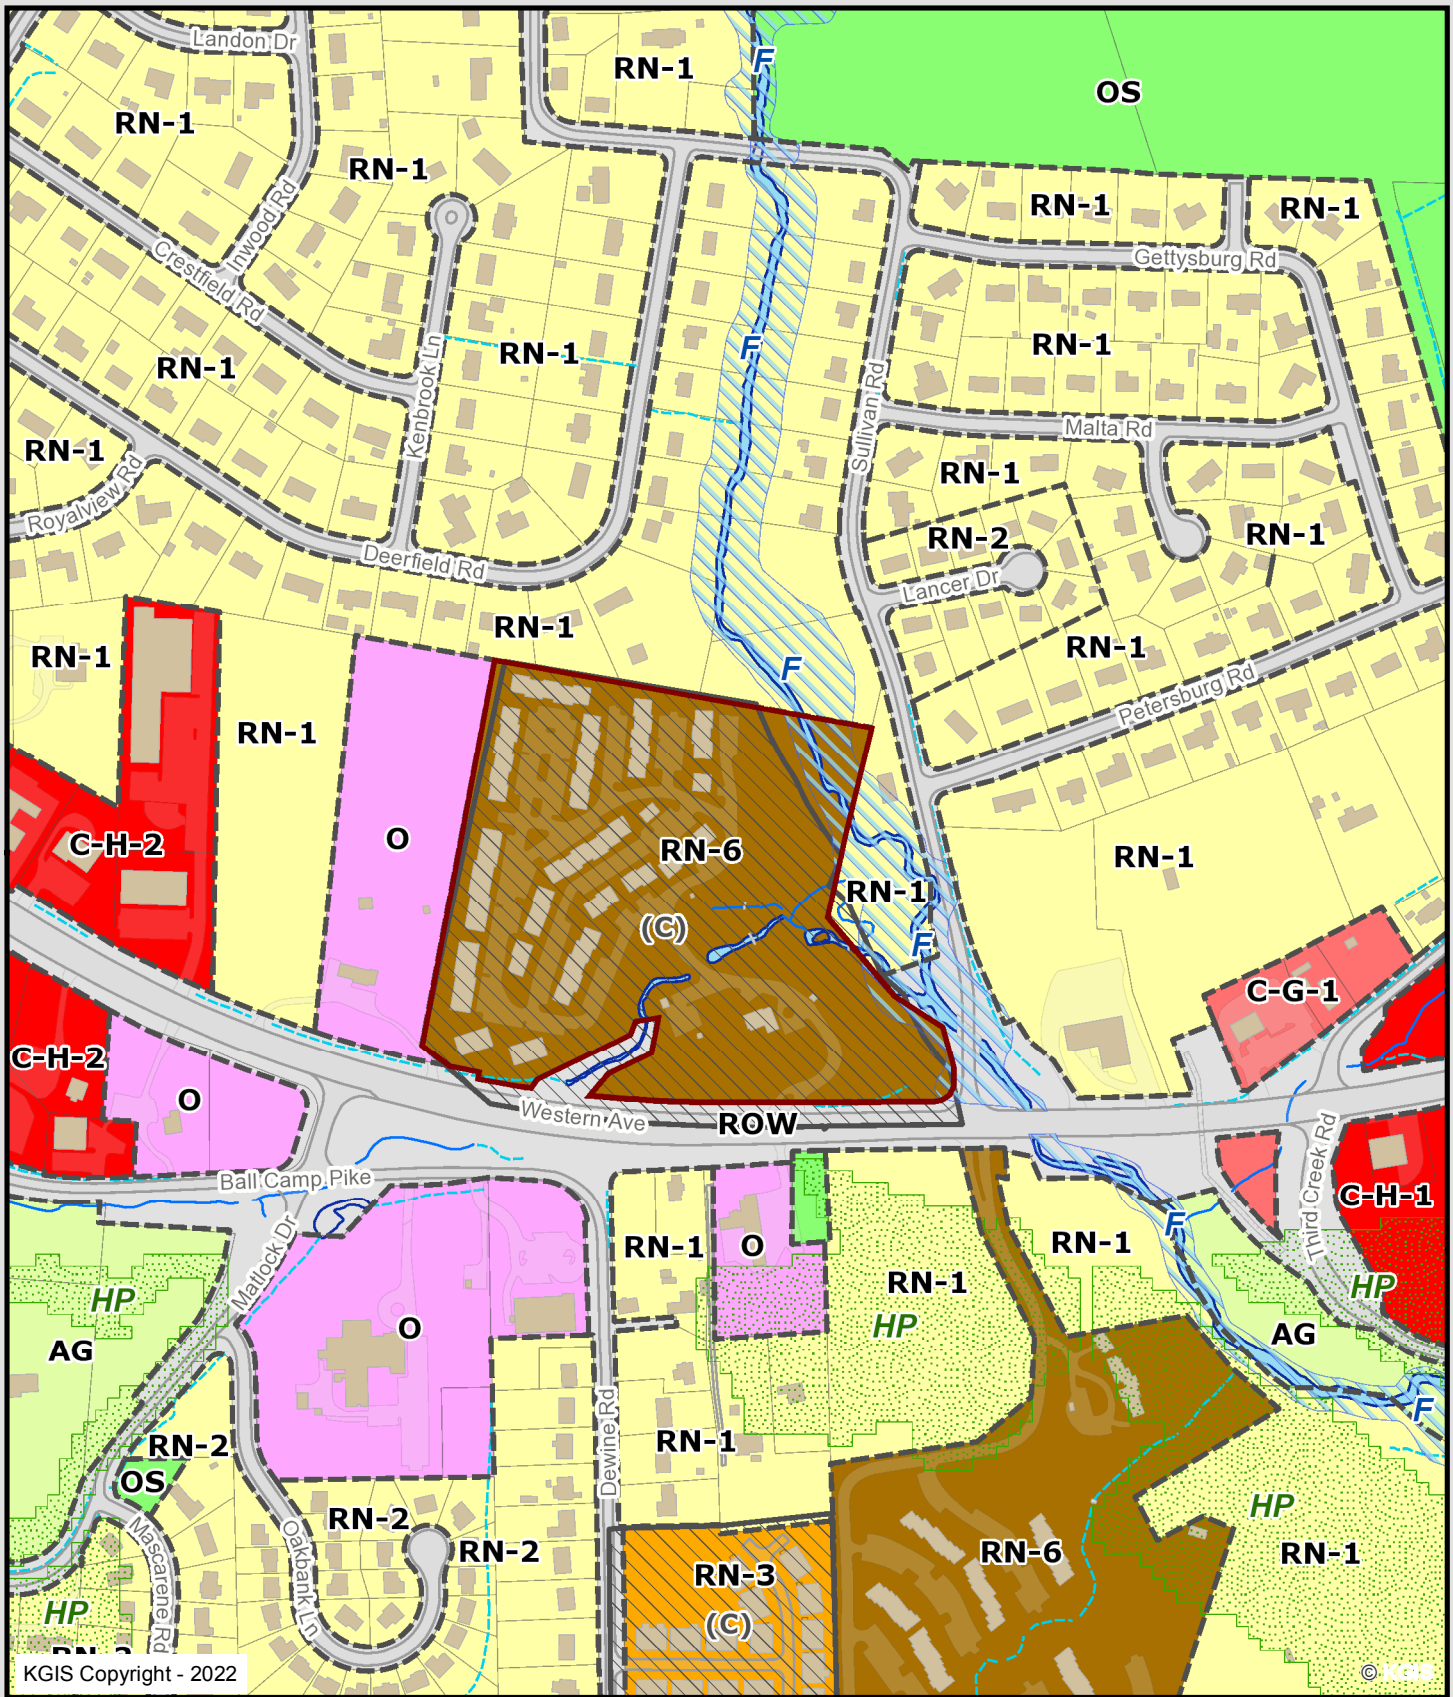 Landon Dr
RN-1
F
OS
RN-1
RN-1
Inwood Rd
RN-1
RN-1
Crestfield Rd
Gettysburg Rd
RN-1
Kenbrook Ln
RN-1
F
RN-1
Sullivan Rd
Malta Rd
RN-1
Royalview Rd
RN-1
RN-2
RN-1
Deerfield Rd
Lancer Dr
RN-1
RN-1
RN-1
F
Petersburg Rd
RN-1
C-H-2
O
RN-6
(C)
RN-1
F
RN-1
C-G-1
C-H-2
O
Western Ave
ROW
Ball Camp Pike
Third Creek Rd
C-H-1
Matlock Dr
RN-1
O
RN-1
F
RN-1
HP
HP
HP
AG
O
AG
F
Dewine Rd
RN-1
RN-2
OS
RN-2
RN-2
Mascarene Rd
Oakbank Ln
RN-3
(C)
RN-6
HP
RN-1
HP
RN-2
KGIS Copyright - 2022
© KGIS